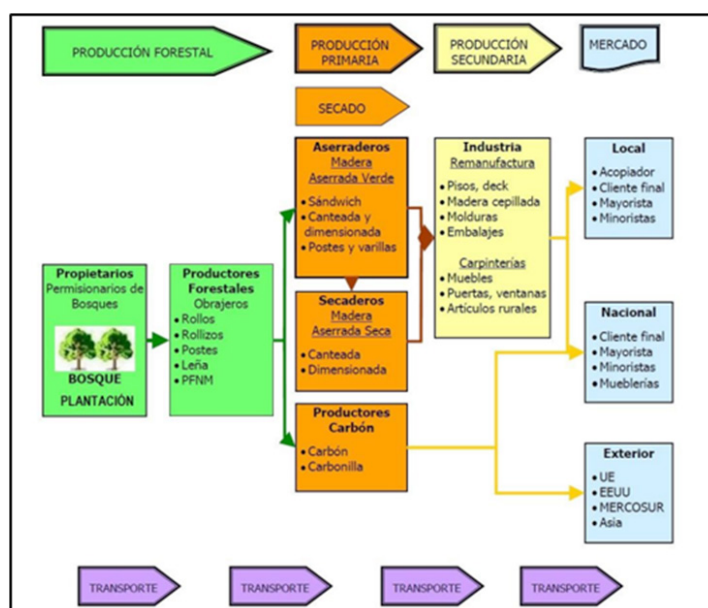 PRODUCCIÓN FORESTAL
PRODUCCIÓN
PRIMARIA
PRODUCCIÓN
SECUNDARIA
MERCADO
SECADO
Propietarios
Permisionarios de
Bosques
BOSQUE
PLANTACIÓN
Productores
Forestales
Obrajeros
• Rollos
• Rollizos
• Postes
• Leña
• PFNM
Aserraderos
Madera
Aserrada Verde
• Sándwich
• Canteada y
dimensionada
• Postes y varillas
Secaderos
Madera
Aserrada Seca
• Canteada
• Dimensionada
Productores
Carbón
• Carbón
• Carbonilla
Industria
Remanufactura
• Pisos, deck
• Madera cepillada
• Molduras
• Embalajes
Carpinterías
• Muebles
• Puertas, ventanas
• Artículos rurales
Local
• Acopiador
• Cliente final
• Mayorista
• Minoristas
Nacional
• Cliente final
• Mayorista
• Minoristas
• Mueblerías
Exterior
• UE
• EEUU
• MERCOSUR
• Asia
TRANSPORTE
TRANSPORTE
TRANSPORTE
TRANSPORTE